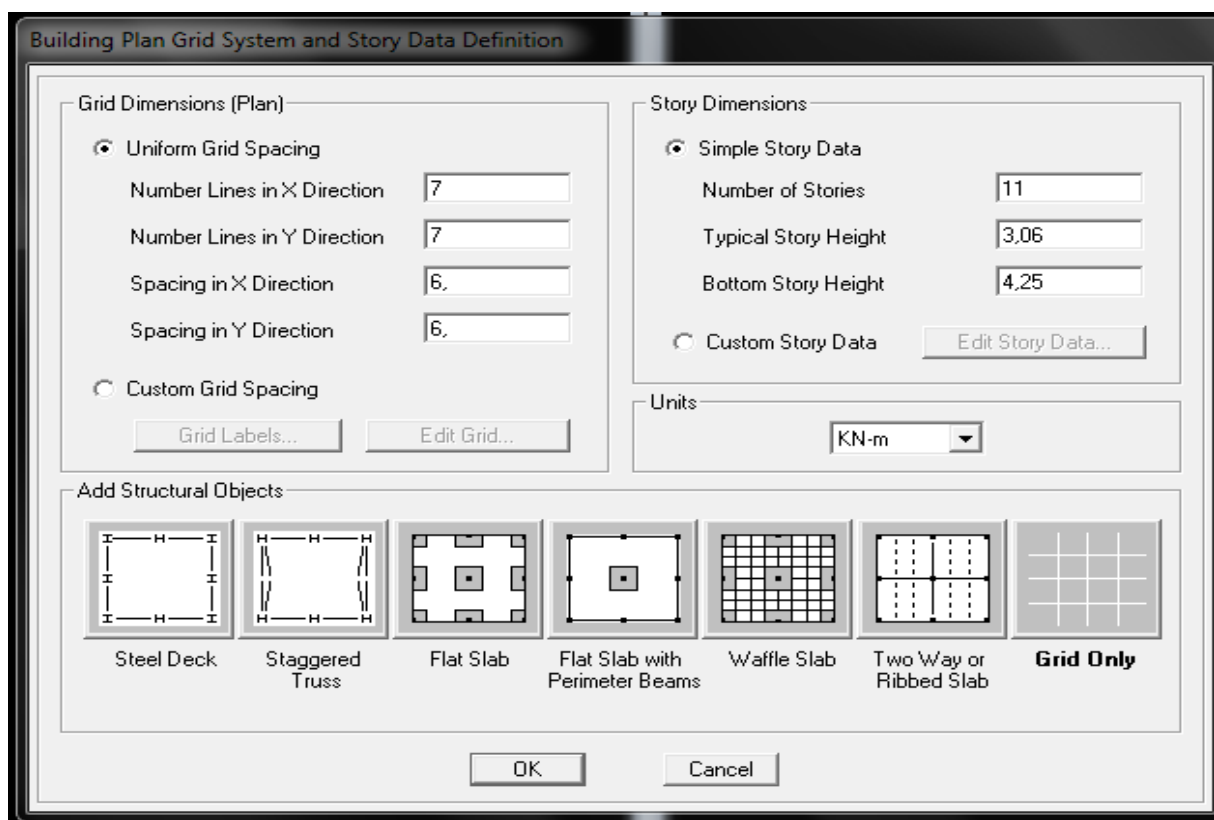 Building Plan Grid System and Story Data Definition
Grid Dimensions (Plan)
Uniform Grid Spacing
Number Lines in X Direction 7
Number Lines in Y Direction 7
Spacing in X Direction 6,
Spacing in Y Direction 6,
Custom Grid Spacing
Grid Labels... Edit Grid...
Story Dimensions
Simple Story Data
Number of Stories 11
Typical Story Height 3,06
Bottom Story Height 4,25
Custom Story Data Edit Story Data...
Units
KN-m
Add Structural Objects
Steel Deck
Staggered
Truss
Flat Slab
Flat Slab with
Perimeter Beams
Waffle Slab
Two Way or
Ribbed Slab
Grid Only
OK Cancel